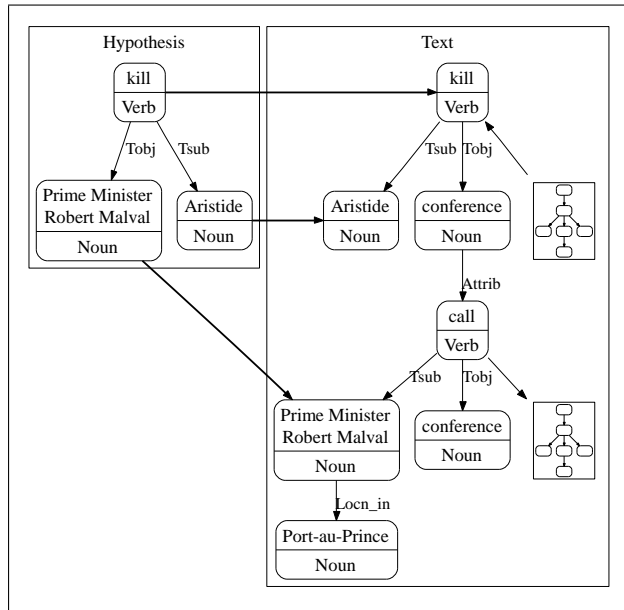 Hypothesis
Text
kill
Verb
kill
Verb
Tobj
Tsub
Tsub
Tobj
Prime Minister
Robert Malval
Noun
Aristide
Noun
Aristide
Noun
conference
Noun
Attrib
call
Verb
Tsub
Tobj
Prime Minister
Robert Malval
Noun
conference
Noun
Locn_in
Port-au-Prince
Noun